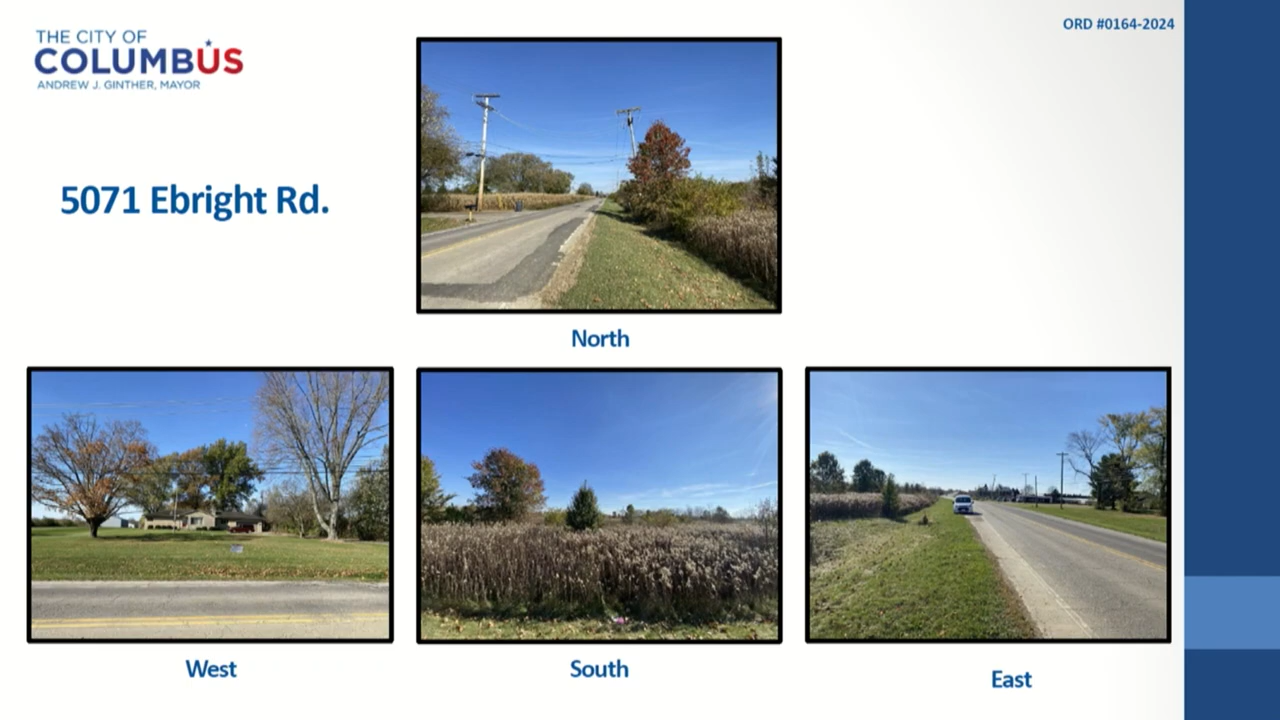 ORD #0164-2024
THE CITY OF
COLUMBUS
ANDREW J. GINTHER, MAYOR
5071 Ebright Rd.
North
West
South
East